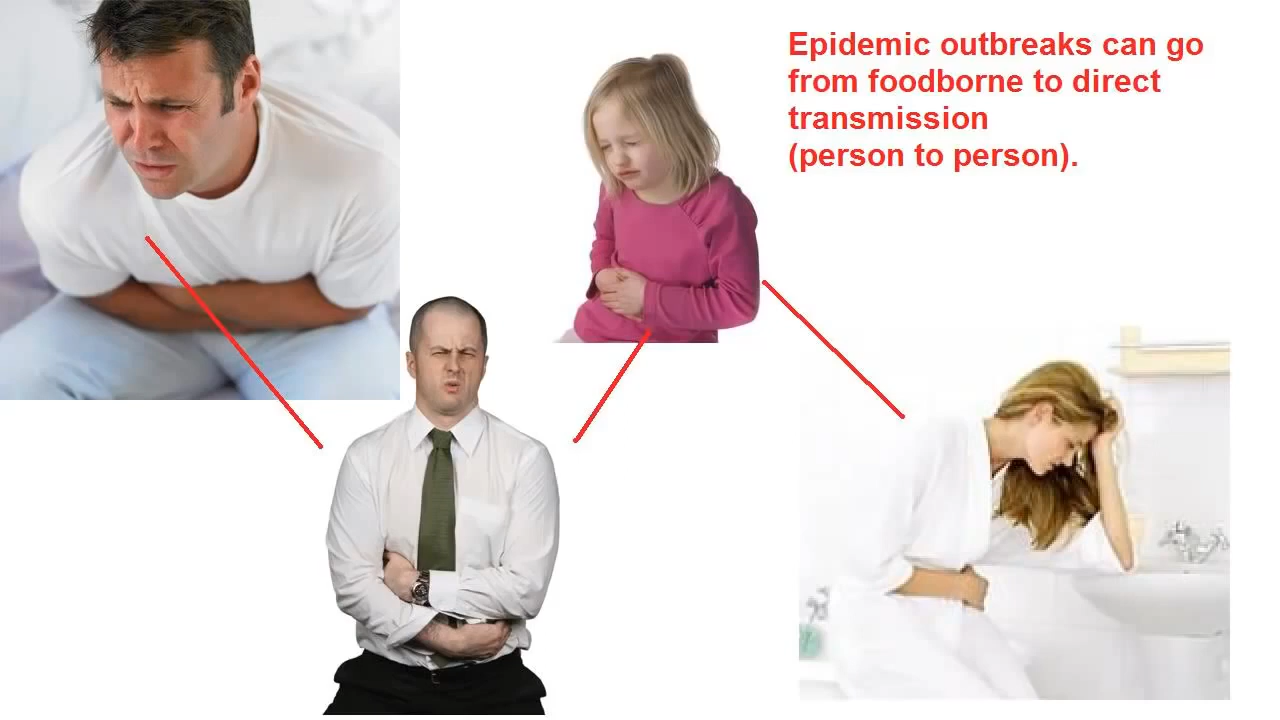 Epidemic outbreaks can go
from foodborne to direct
transmission
(person to person).